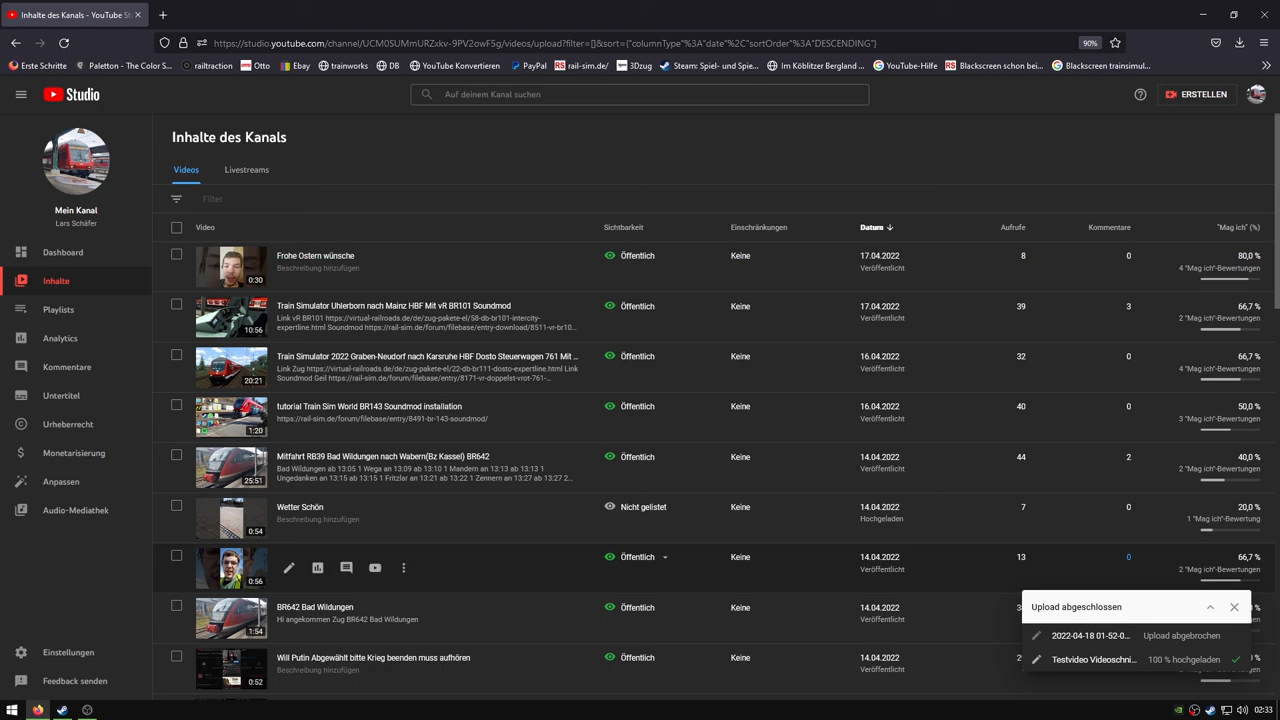 Inhalte des Kanals - YouTube St
https://studio.youtube.com/channel/UCM0SUMmURZxkv-9PV2owF5g/videos/upload?filter=[]&sort={"columnType"%3A"date"%2C"sortOrder"%3A"DESCENDING"}
90%
Erste Schritte
Paletton - The Color S...
railtraction
Otto
Ebay
trainworks
DB
YouTube Konvertieren
PayPal
rail-sim.de/
3Dzug
Steam: Spiel- und Spie...
Im Köblitzer Bergland ...
YouTube-Hilfe
Blackscreen schon bei...
Blackscreen trainsimul...
Studio
Auf deinem Kanal suchen
ERSTELLEN
Inhalte des Kanals
Videos
Livestreams
Filter
Mein Kanal
Lars Schäfer
Dashboard
Inhalte
Playlists
Analytics
Kommentare
Untertitel
Urheberrecht
Monetarisierung
Anpassen
Audio-Mediathek
Einstellungen
Feedback senden
Video
Sichtbarkeit
Einschränkungen
Datum
Aufrufe
Kommentare
"Mag ich" (%)
0:30
Frohe Ostern wünsche
Beschreibung hinzufügen
Öffentlich
Keine
17.04.2022
Veröffentlicht
8
0
80,0 %
4 "Mag ich"-Bewertungen
10:56
Train Simulator Uhlerborn nach Mainz HBF Mit vR BR101 Soundmod
Link vR BR101 https://virtual-railroads.de/de/zug-pakete-el/58-db-br101-intercity-
expertline.html Soundmod https://rail-sim.de/forum/filebase/entry-download/8511-vr-br10...
Öffentlich
Keine
17.04.2022
Veröffentlicht
39
3
66,7 %
2 "Mag ich"-Bewertungen
20:21
Train Simulator 2022 Graben-Neudorf nach Karsruhe HBF Dosto Steuerwagen 761 Mit ...
Link Zug https://virtual-railroads.de/de/zug-pakete-el/22-db-br111-dosto-expertline.html Link
Soundmod Geil https://rail-sim.de/forum/filebase/entry/8171-vr-doppelst-vrot-761-...
Öffentlich
Keine
16.04.2022
Veröffentlicht
32
0
66,7 %
4 "Mag ich"-Bewertungen
1:20
tutorial Train Sim World BR143 Soundmod installation
https://rail-sim.de/forum/filebase/entry/8491-br-143-soundmod/
Öffentlich
Keine
16.04.2022
Veröffentlicht
40
0
50,0 %
3 "Mag ich"-Bewertungen
25:51
Mitfahrt RB39 Bad Wildungen nach Wabern(Bz Kassel) BR642
Bad Wildungen ab 13:05 1 Wega an 13:09 ab 13:10 1 Mandern an 13:13 ab 13:13 1
Ungedanken an 13:15 ab 13:15 1 Fritzlar an 13:21 ab 13:22 1 Zennern an 13:27 ab 13:27 2...
Öffentlich
Keine
14.04.2022
Veröffentlicht
44
2
40,0 %
2 "Mag ich"-Bewertungen
0:54
Wetter Schön
Beschreibung hinzufügen
Nicht gelistet
Keine
14.04.2022
Hochgeladen
7
0
20,0 %
1 "Mag ich"-Bewertung
0:56
Öffentlich
Keine
14.04.2022
Veröffentlicht
13
0
66,7 %
2 "Mag ich"-Bewertungen
1:54
BR642 Bad Wildungen
Hi angekommen Zug BR642 Bad Wildungen
Öffentlich
Keine
14.04.2022
Veröffentlicht
%
0:52
Will Putin Abgewählt bitte Krieg beenden muss aufhören
Beschreibung hinzufügen
Öffentlich
Keine
14.04.2022
Veröffentlicht
Upload abgeschlossen
2022-04-18 01-52-0...
Upload abgebrochen
Testvideo Videoschni...
100 % hochgeladen
02:33